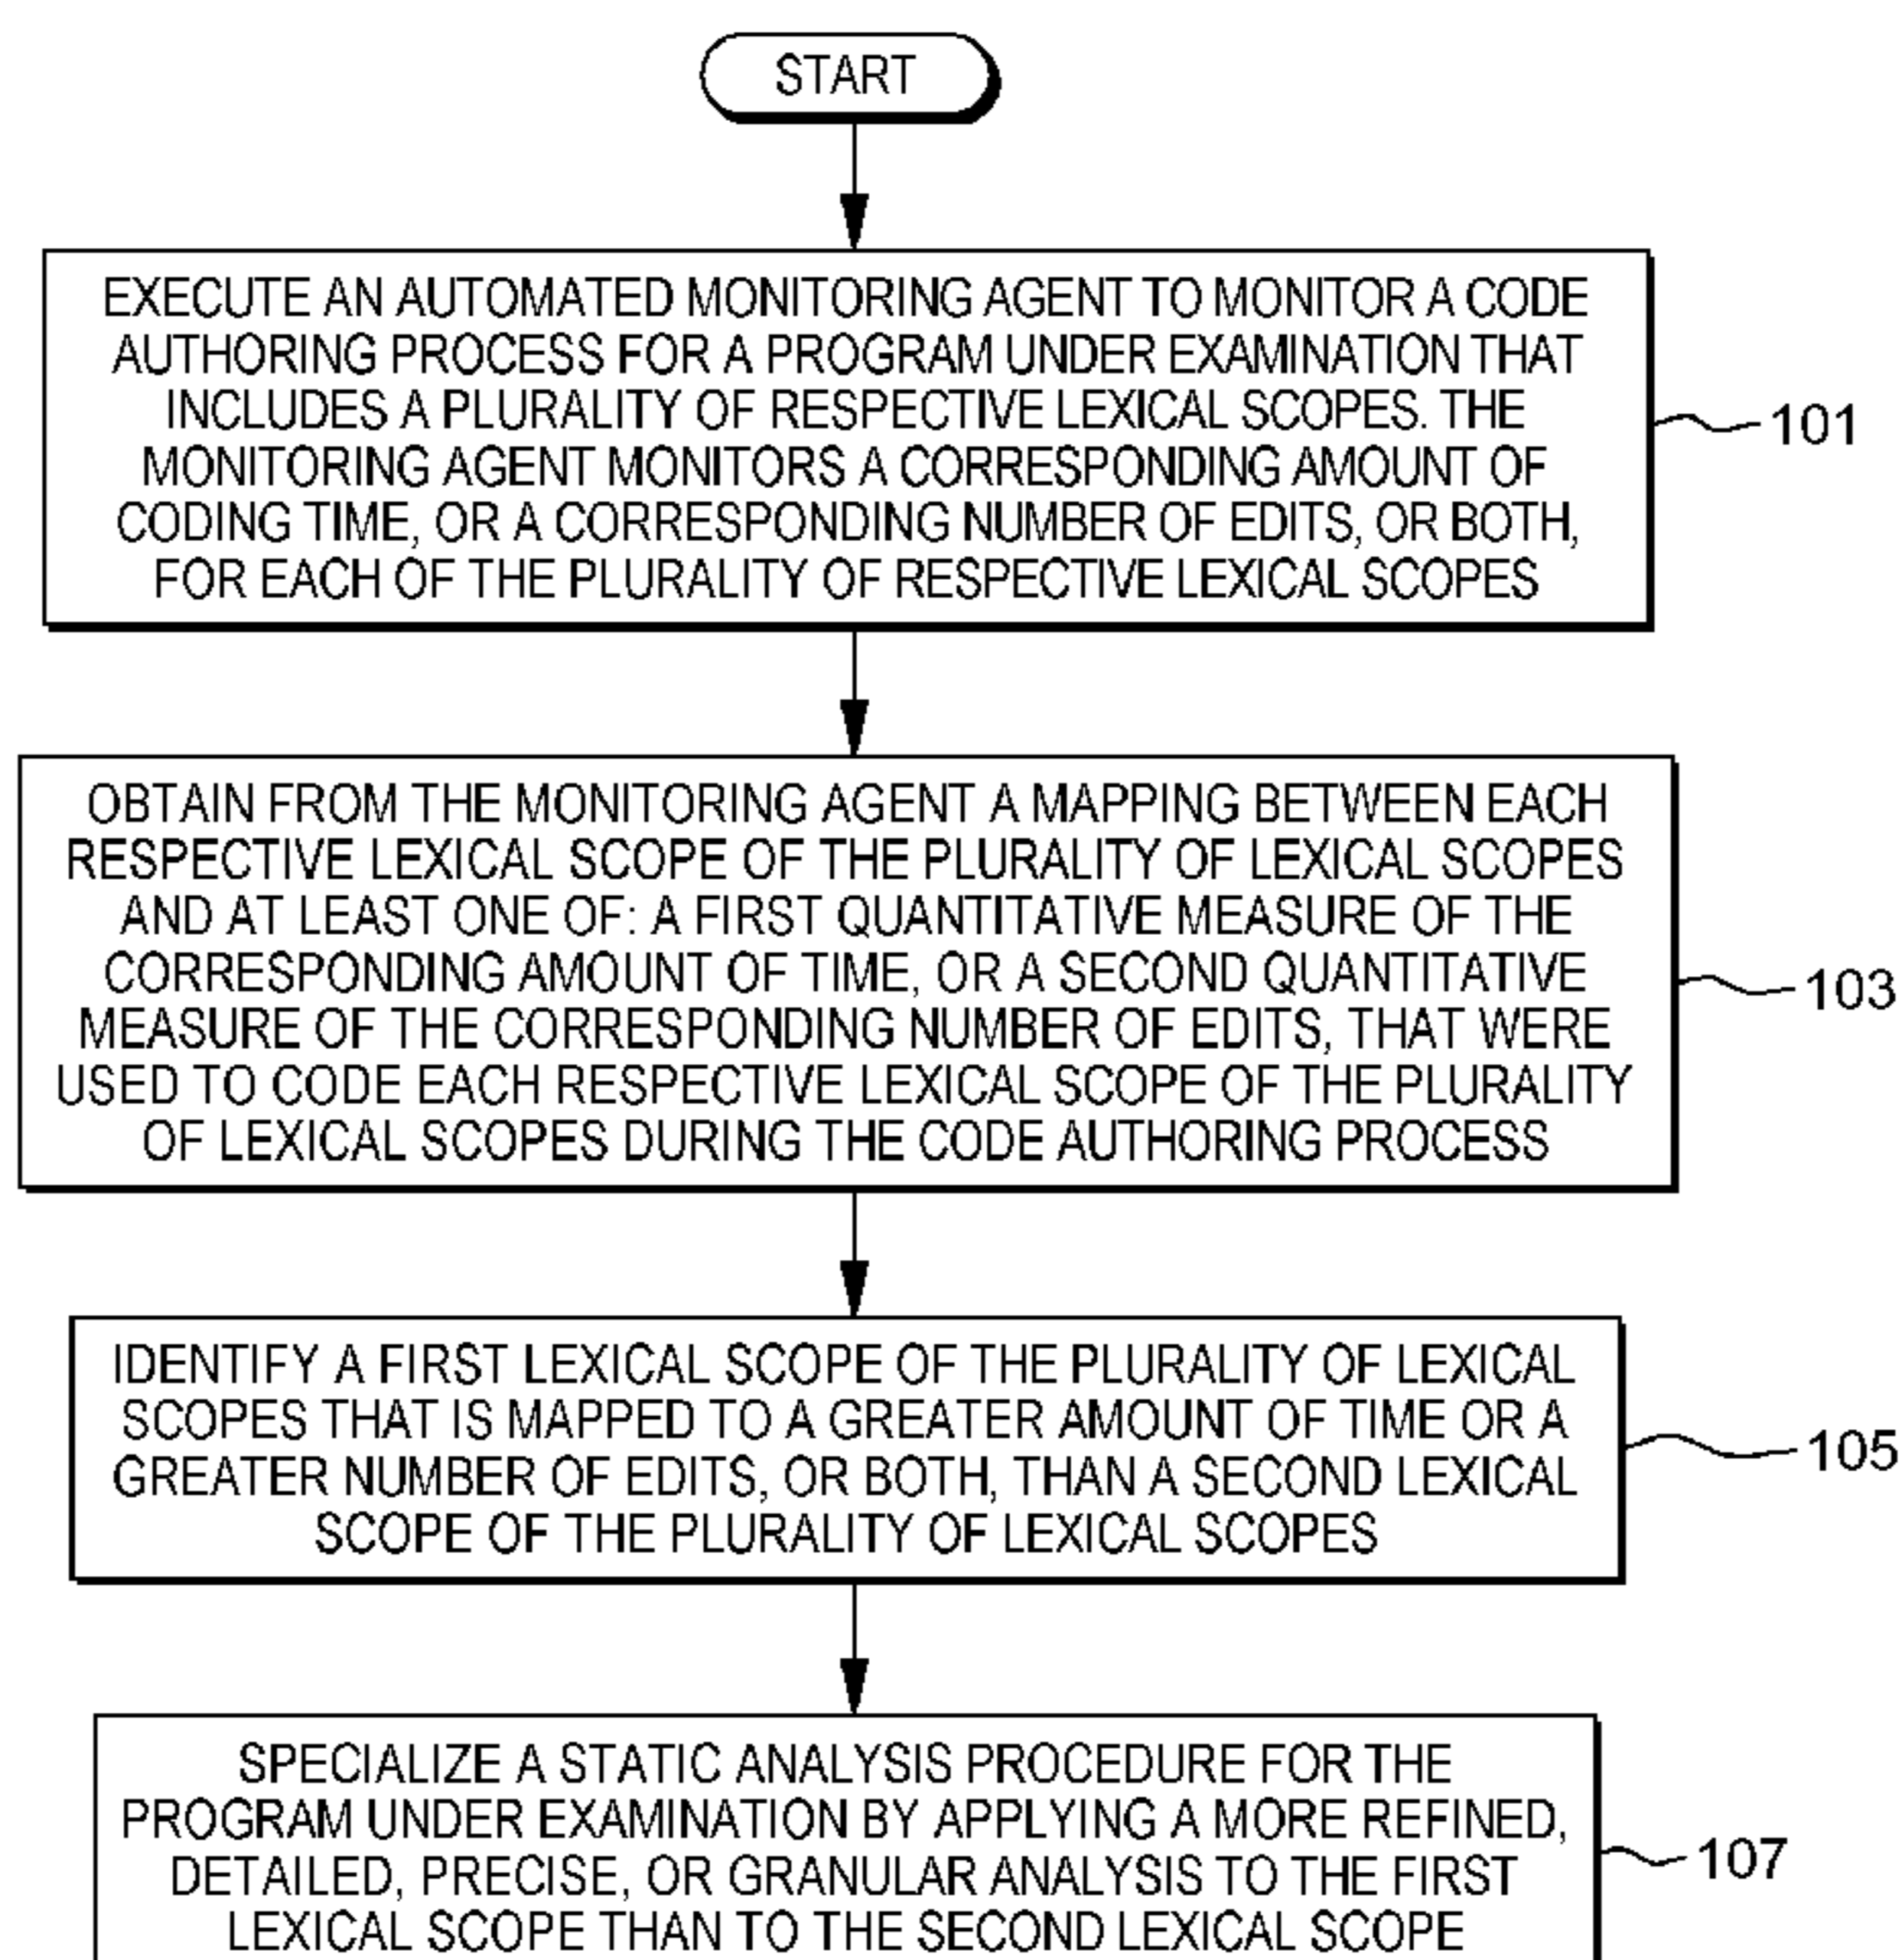 START
EXECUTE AN AUTOMATED MONITORING AGENT TO MONITOR A CODE
AUTHORING PROCESS FOR A PROGRAM UNDER EXAMINATION THAT
INCLUDES A PLURALITY OF RESPECTIVE LEXICAL SCOPES. THE
MONITORING AGENT MONITORS A CORRESPONDING AMOUNT OF
CODING TIME, OR A CORRESPONDING NUMBER OF EDITS, OR BOTH,
FOR EACH OF THE PLURALITY OF RESPECTIVE LEXICAL SCOPES
101
OBTAIN FROM THE MONITORING AGENT A MAPPING BETWEEN EACH
RESPECTIVE LEXICAL SCOPE OF THE PLURALITY OF LEXICAL SCOPES
AND AT LEAST ONE OF: A FIRST QUANTITATIVE MEASURE OF THE
CORRESPONDING AMOUNT OF TIME, OR A SECOND QUANTITATIVE
MEASURE OF THE CORRESPONDING NUMBER OF EDITS, THAT WERE
USED TO CODE EACH RESPECTIVE LEXICAL SCOPE OF THE PLURALITY
OF LEXICAL SCOPES DURING THE CODE AUTHORING PROCESS
103
IDENTIFY A FIRST LEXICAL SCOPE OF THE PLURALITY OF LEXICAL
SCOPES THAT IS MAPPED TO A GREATER AMOUNT OF TIME OR A
GREATER NUMBER OF EDITS, OR BOTH, THAN A SECOND LEXICAL
SCOPE OF THE PLURALITY OF LEXICAL SCOPES
105
SPECIALIZE A STATIC ANALYSIS PROCEDURE FOR THE
PROGRAM UNDER EXAMINATION BY APPLYING A MORE REFINED,
DETAILED, PRECISE, OR GRANULAR ANALYSIS TO THE FIRST
LEXICAL SCOPE THAN TO THE SECOND LEXICAL SCOPE
107